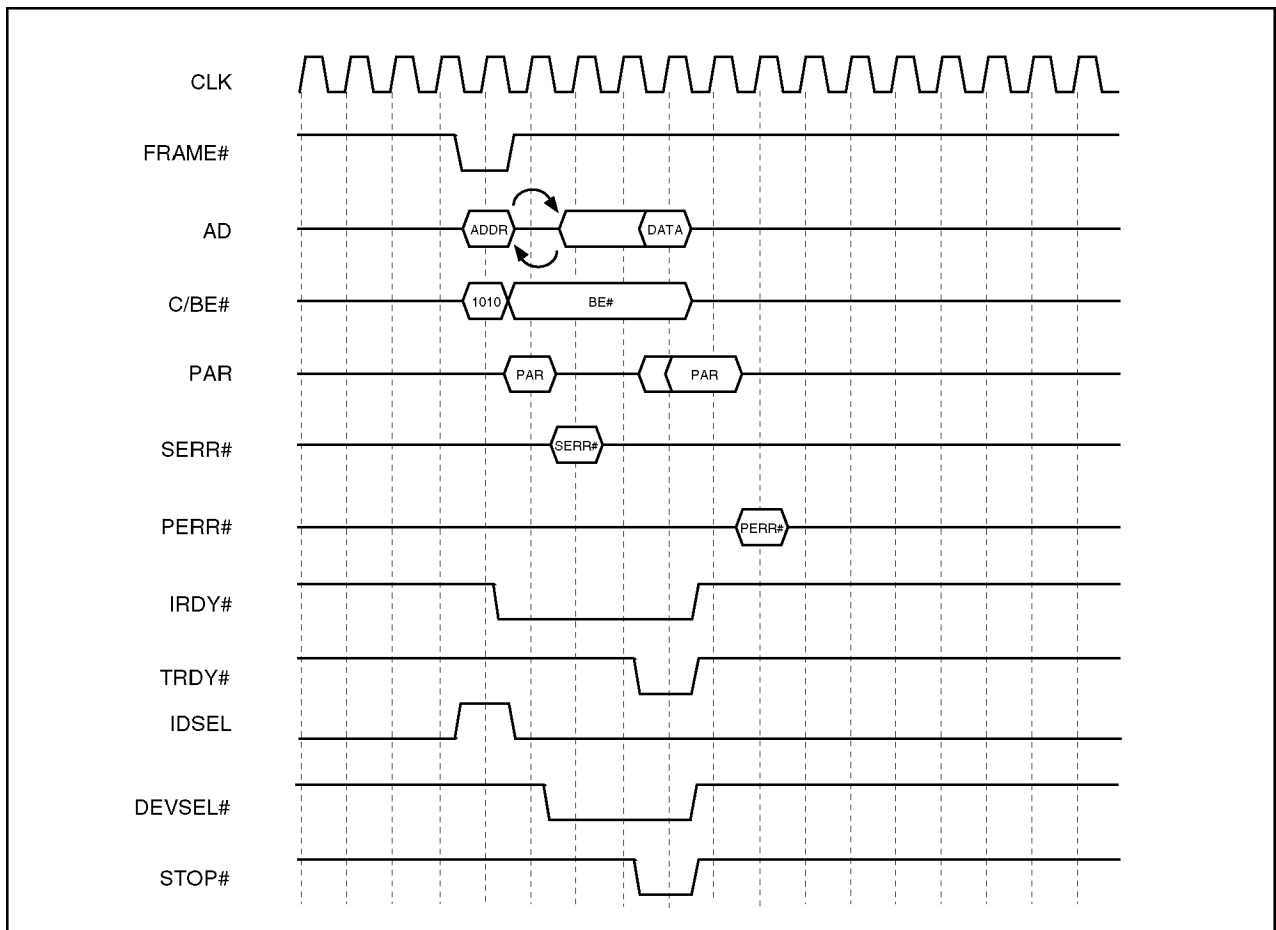 CLK
FRAME#
AD
ADDR
DATA
C/BE#
1010
BE#
PAR
PAR
PAR
SERR#
SERR#
PERR#
PERR#
IRDY#
TRDY#
IDSEL
DEVSEL#
STOP#